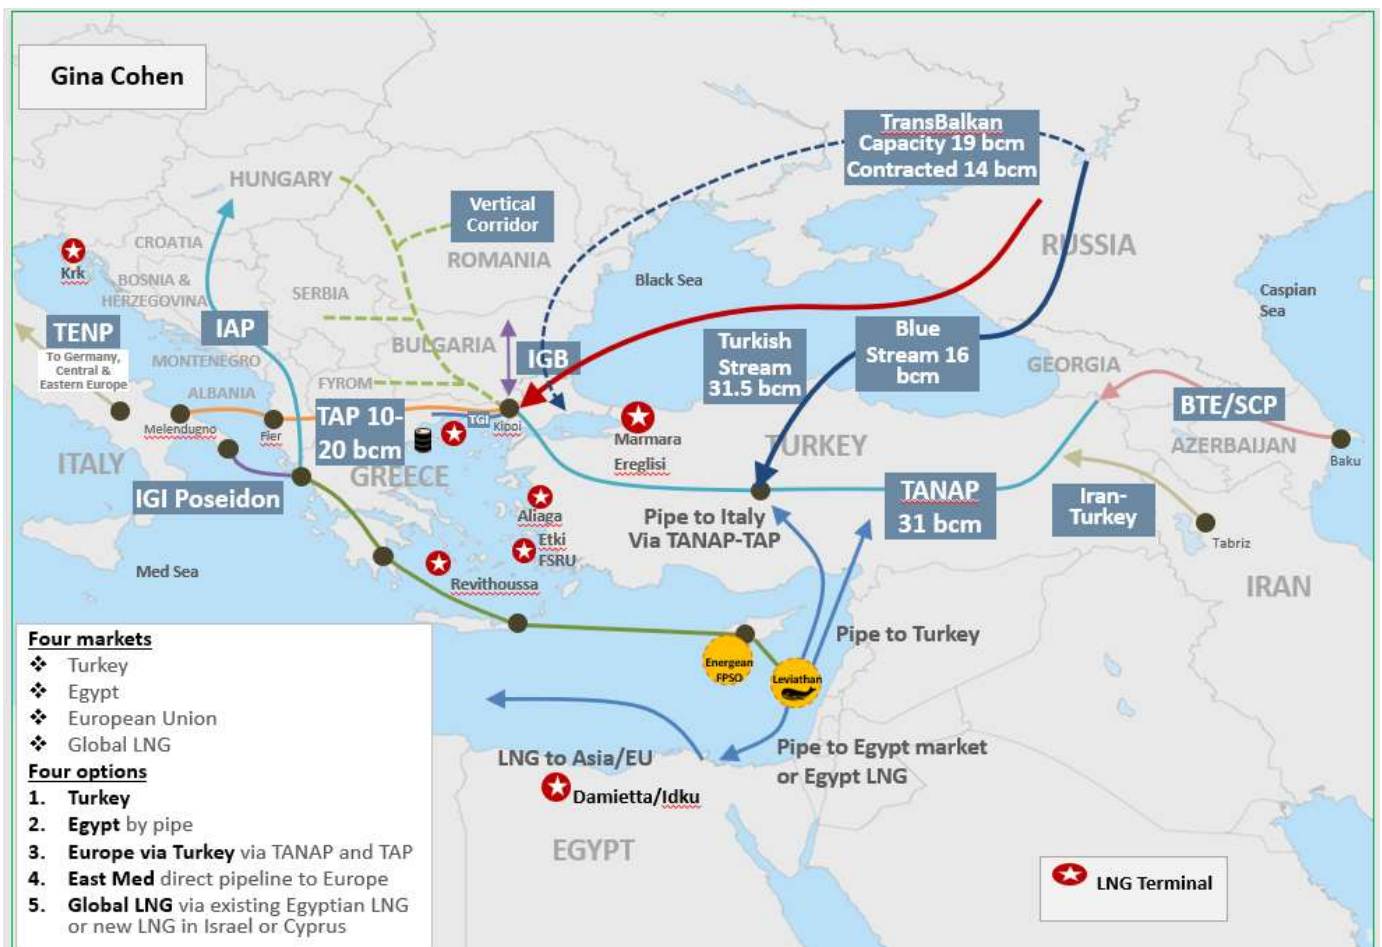 Gina Cohen
TransBalkan
Capacity 19 bcm
Contracted 14 bcm
HUNGARY
Vertical
Corridor
CROATIA
ROMANIA
RUSSIA
Krk
BOSNIA &
HERZEGOVINA
SERBIA
Black Sea
Caspian
Sea
TENP
To Germany,
Central &
Eastern Europe
IAP
MONTENEGRO
BULGARIA
IGB
Turkish
Stream
31.5 bcm
Blue
Stream 16
bcm
GEORGIA
ALBANIA
FYROM
TAP 10-
20 bcm
TGI
Kipoi
BTE/SCP
Melendugno
Fier
Marmara
Ereglisi
TURKEY
AZERBAIJAN
Baku
ITALY
GREECE
IGI Poseidon
TANAP
31 bcm
Iran-
Turkey
Aliaga
Etki
FSRU
Pipe to Italy
Via TANAP-TAP
Tabriz
Med Sea
Revithoussa
IRAN
Pipe to Turkey
Energean
FPSO
Leviathan
Four markets
❖ Turkey
❖ Egypt
❖ European Union
❖ Global LNG
Four options
1. Turkey
2. Egypt by pipe
3. Europe via Turkey via TANAP and TAP
4. East Med direct pipeline to Europe
5. Global LNG via existing Egyptian LNG
or new LNG in Israel or Cyprus
LNG to Asia/EU
Damietta/Idku
Pipe to Egypt market
or Egypt LNG
EGYPT
LNG Terminal